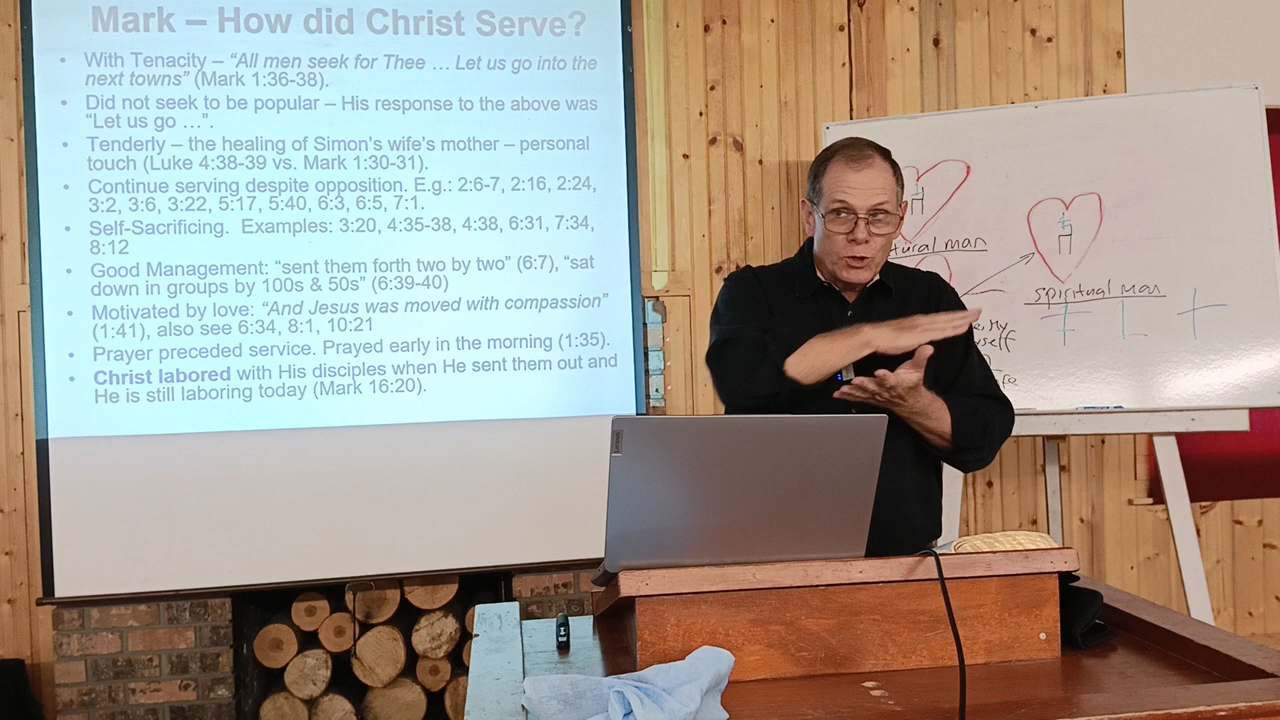 Mark – How did Christ Serve?
• With Tenacity – “All men seek for Thee … Let us go into the
next towns” (Mark 1:36-38).
• Did not seek to be popular – His response to the above was
“Let us go …”.
• Tenderly – the healing of Simon’s wife’s mother – personal
touch (Luke 4:38-39 vs. Mark 1:30-31).
• Continue serving despite opposition. E.g.: 2:6-7, 2:16, 2:24,
3:2, 3:6, 3:22, 5:17, 5:40, 6:3, 6:5, 7:1.
• Self-Sacrificing. Examples: 3:20, 4:35-38, 4:38, 6:31, 7:34,
8:12
• Good Management: “sent them forth two by two” (6:7), “sat
down in groups by 100s & 50s” (6:39-40)
• Motivated by love: “And Jesus was moved with compassion”
(1:41), also see 6:34, 8:1, 10:21
• Prayer preceded service. Prayed early in the morning (1:35).
• Christ labored with His disciples when He sent them out and
He is still laboring today (Mark 16:20).
man
spiritual man
Lenovo